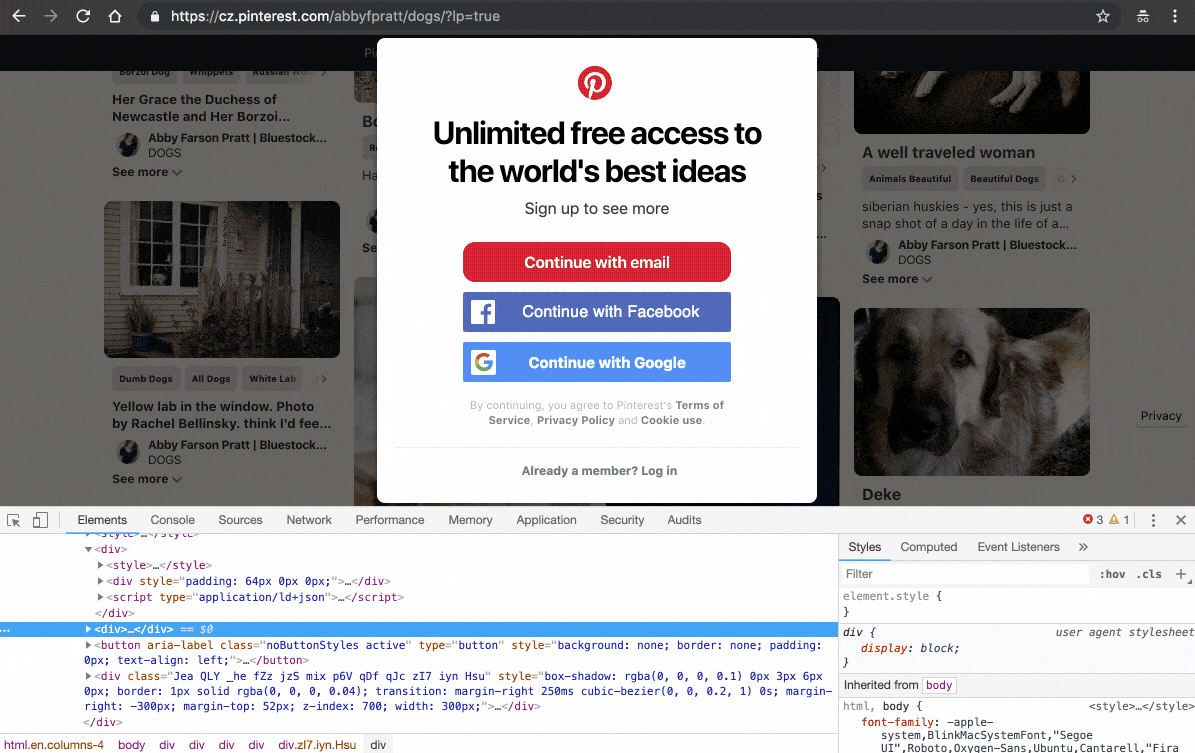 https://cz.pinterest.com/abbyfpratt/dogs/?lp=true
Borzoi Dog Whippets Russian Wolf
Her Grace the Duchess of
Newcastle and Her Borzoi...
Abby Farson Pratt | Bluestock...
DOGS
See more
Dumb Dogs All Dogs White Lab
Yellow lab in the window. Photo
by Rachel Bellinsky. think I'd fee...
Abby Farson Pratt | Bluestock...
DOGS
See more
Unlimited free access to
the world's best ideas
Sign up to see more
Continue with email
Continue with Facebook
Continue with Google
By continuing, you agree to Pinterest's Terms of
Service, Privacy Policy and Cookie use.
Already a member? Log in
A well traveled woman
Animals Beautiful Beautiful Dogs
siberian huskies - yes, this is just a
snap shot of a day in the life of a...
Abby Farson Pratt | Bluestock...
DOGS
See more
Deke
Privacy
Elements Console Sources Network Performance Memory Application Security Audits 3 1
<style>…</style>
<div>
<style>…</style>
<div style="padding: 64px 0px 0px;">…</div>
<script type="application/ld+json">…</script>
</div>
... <div>…</div> == $0
<button aria-label class="noButtonStyles active" type="button" style="background: none; border: none; padding:
0px; text-align: left;">…</button>
<div class="Jea QLY _he fZz jzS mix p6V qDf qJc zI7 iyn Hsu" style="box-shadow: rgba(0, 0, 0, 0.1) 0px 3px 6px
0px; border: 1px solid rgba(0, 0, 0, 0.04); transition: margin-right 250ms cubic-bezier(0, 0, 0.2, 1) 0s; margin-
right: -300px; margin-top: 52px; z-index: 700; width: 300px;">…</div>
</div>
html.en.columns-4 body div div div div div.zI7.iyn.Hsu div
Styles Computed Event Listeners »
Filter :hov .cls +
element.style {
}
div { user agent stylesheet
display: block;
}
Inherited from body
html, body { <style>…</style>
font-family: -apple-
system,BlinkMacSystemFont,"Segoe
UI",Roboto,Oxygen-Sans,Ubuntu,Cantarell,"Fira